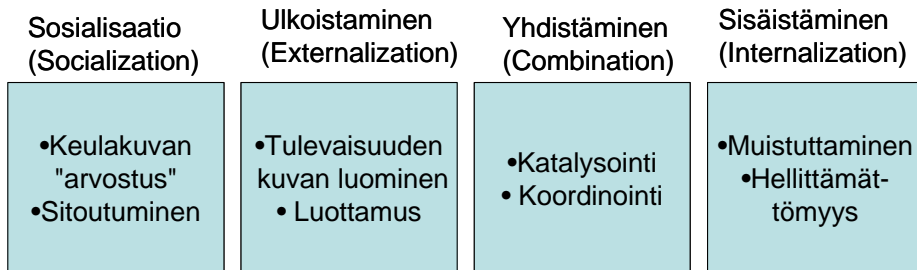 Sosialisaatio
(Socialization)
Ulkoistaminen
(Externalization)
Yhdistäminen
(Combination)
Sisäistäminen
(Internalization)
•Keulakuvan
"arvostus"
•Sitoutuminen
•Tulevaisuuden
kuvan luominen
• Luottamus
•Katalysointi
• Koordinointi
•Muistuttaminen
•Hellittämät-
tömyys